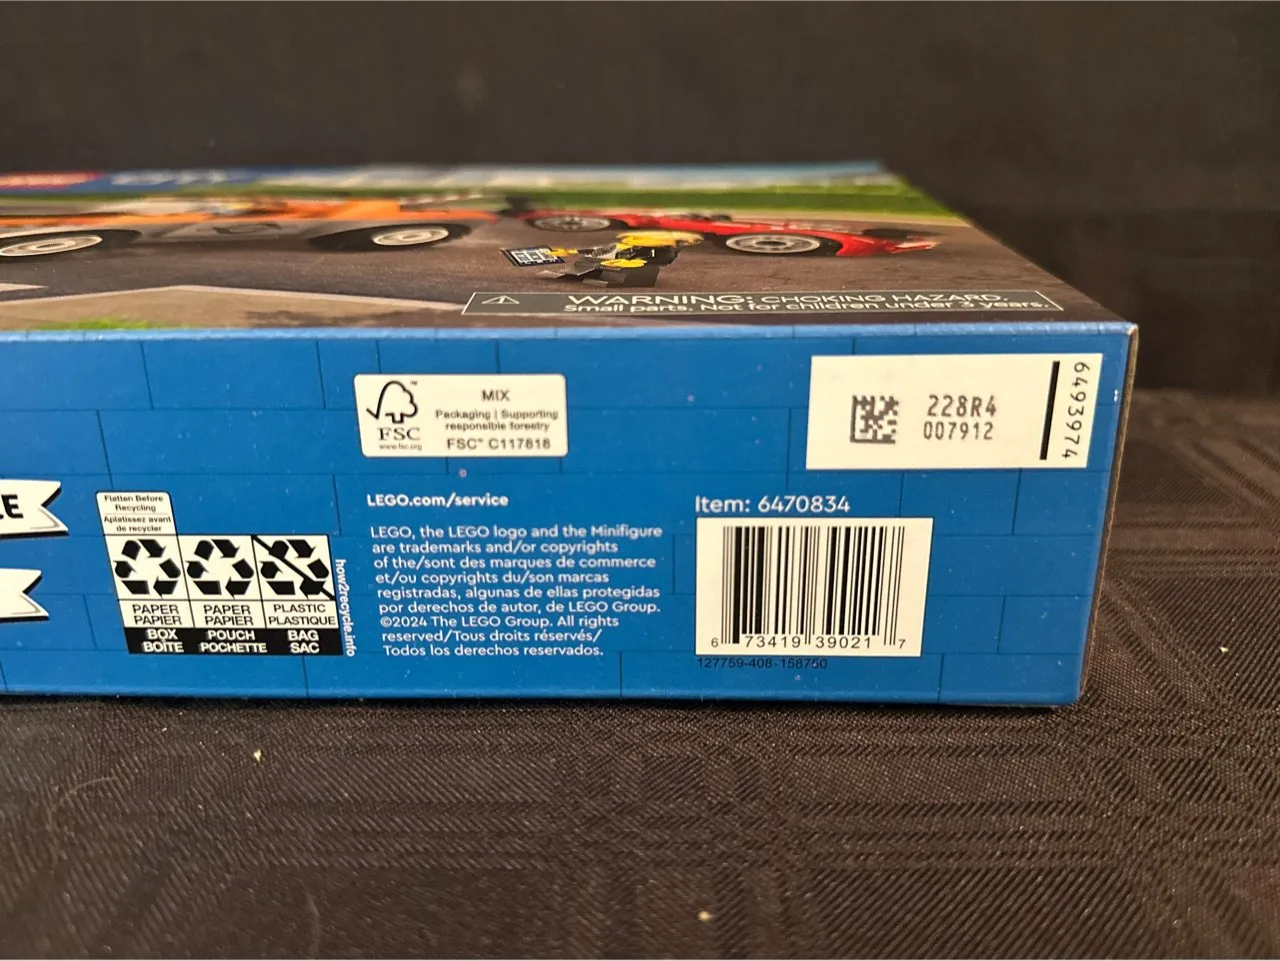 WARNING: CHOKING HAZARD.
Small parts. Not for children under 3 years.
FSC
www.fsc.org
MIX
Packaging | Supporting
responsible forestry
FSC™ C117818
228R4
007912
6493974
LE
Flatten Before
Recycling
Aplatissez avant
de recycler
PAPER
PAPIER
BOX
BOÎTE
PAPER
PAPIER
POUCH
POCHETTE
PLASTIC
PLASTIQUE
BAG
SAC
how2recycle.info
LEGO.com/service
LEGO, the LEGO logo and the Minifigure
are trademarks and/or copyrights
of the/sont des marques de commerce
et/ou copyrights du/son marcas
registradas, algunas de ellas protegidas
por derechos de autor, de LEGO Group.
©2024 The LEGO Group. All rights
reserved/Tous droits réservés/
Todos los derechos reservados.
Item: 6470834
6 73419 39021 7
127759-408-158750